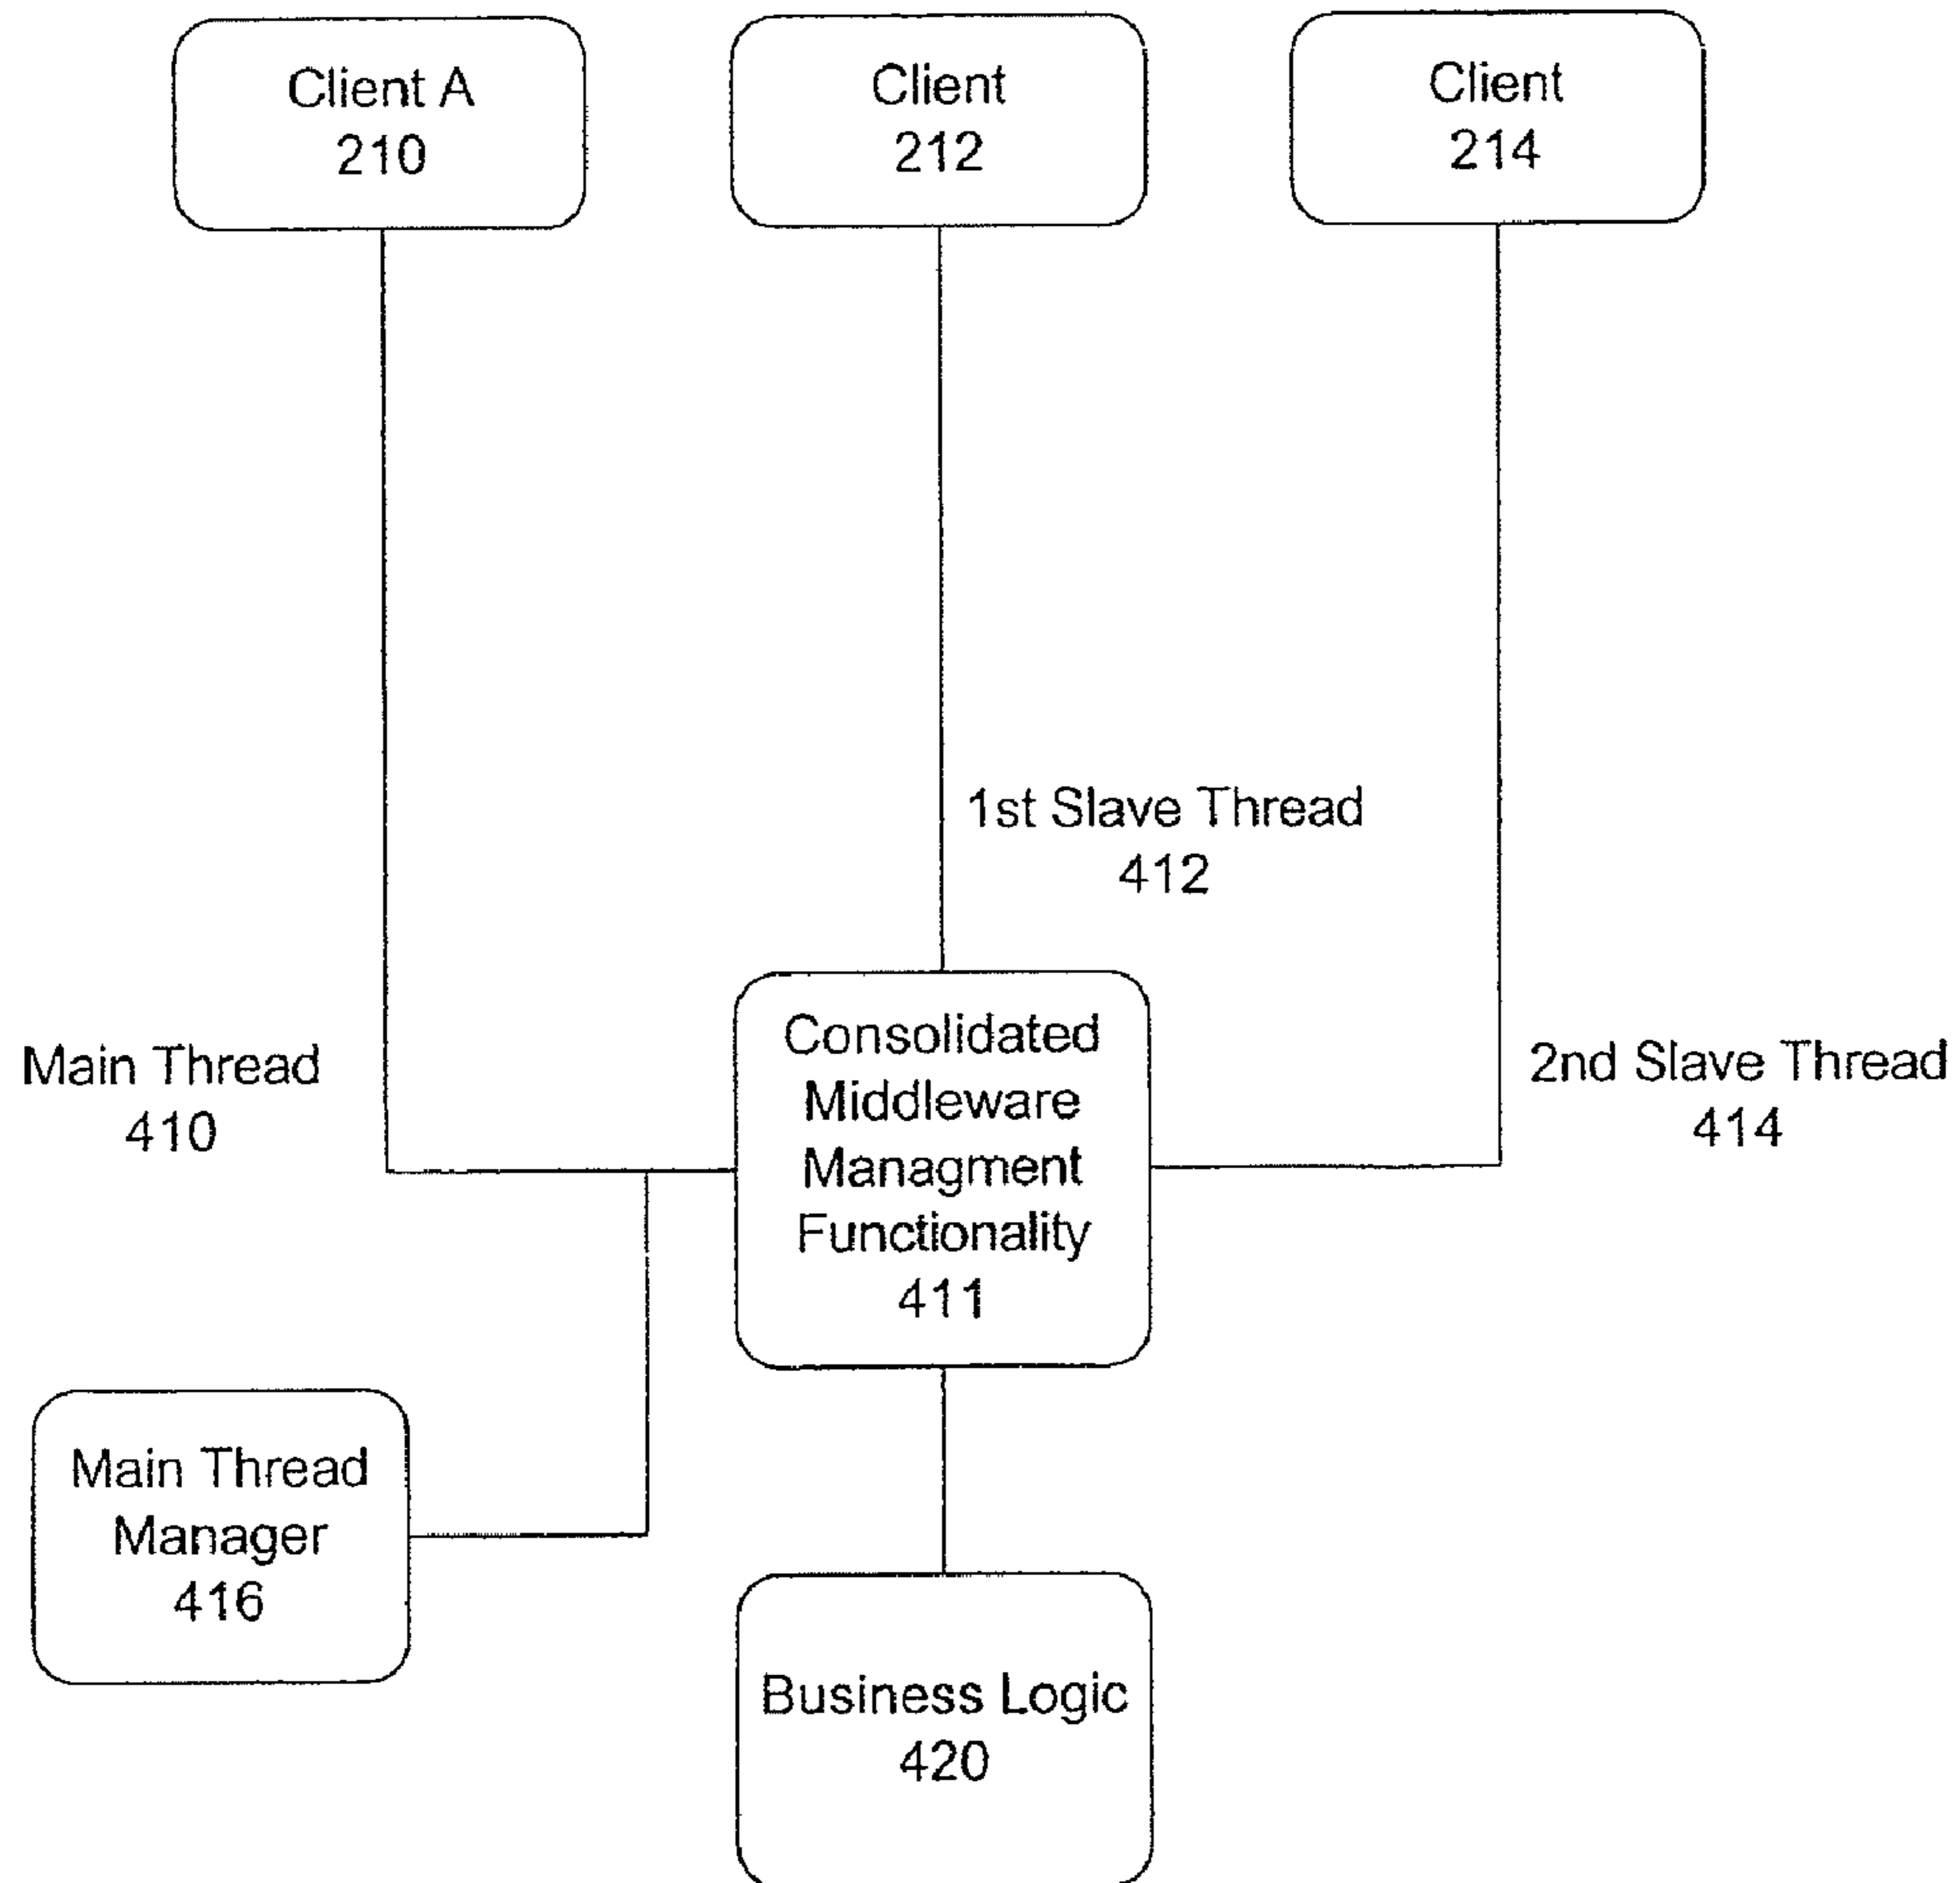 Client A
210
Client
212
Client
214
1st Slave Thread
412
Main Thread
410
Consolidated
Middleware
Managment
Functionality
411
2nd Slave Thread
414
Main Thread
Manager
416
Business Logic
420